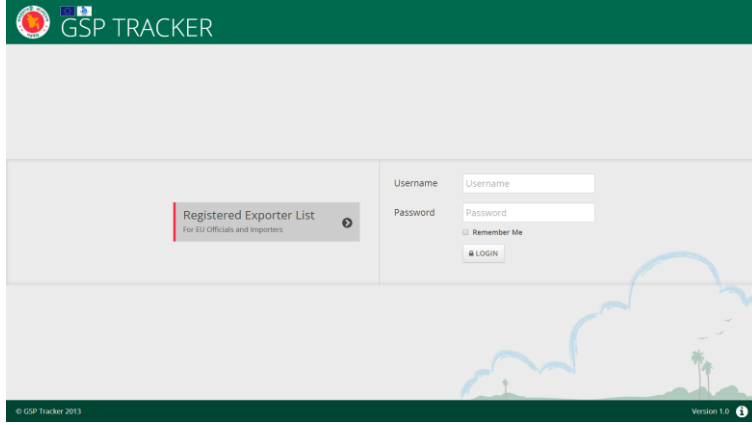 GSP TRACKER
Registered Exporter List
For EU Officials and Importers
Username
Username
Password
Password
Remember Me
LOGIN
© GSP Tracker 2013
Version 1.0